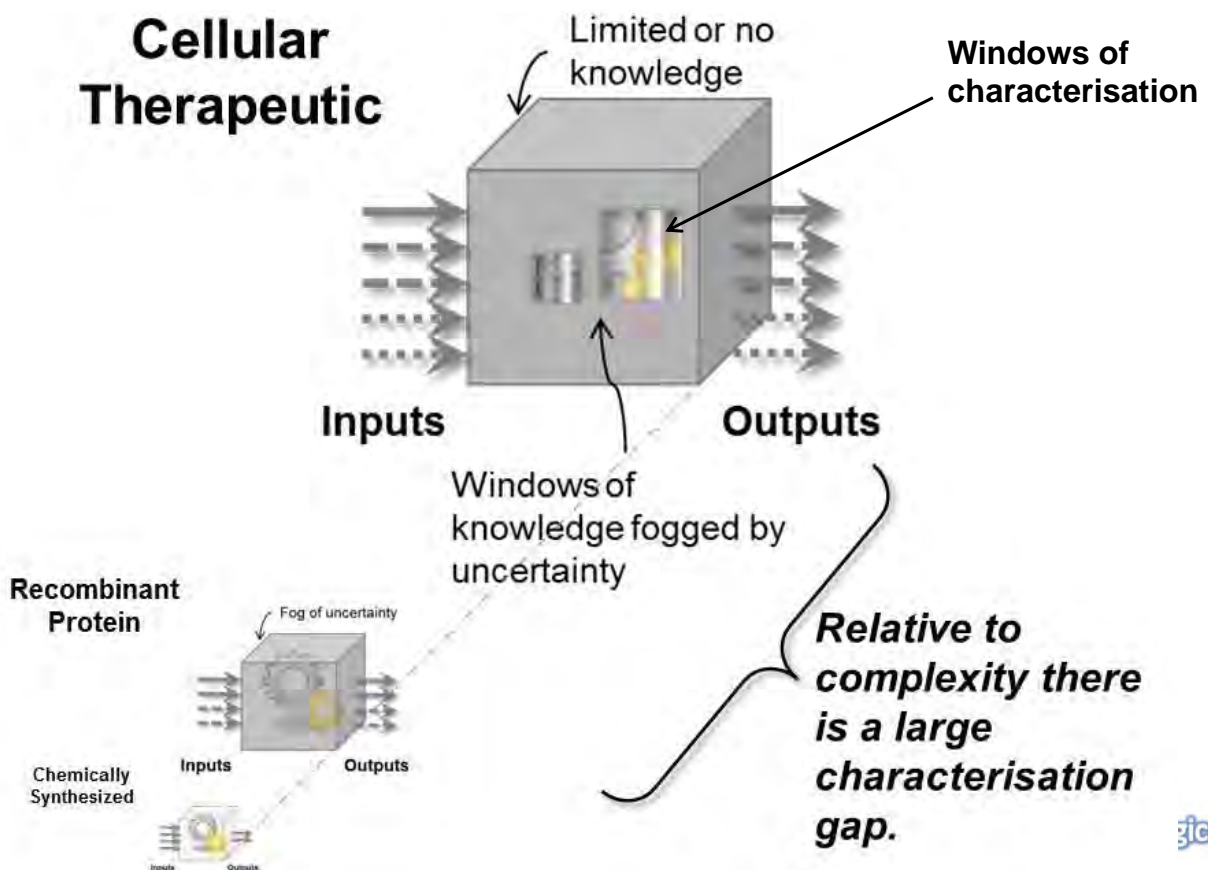 Cellular
Therapeutic
Limited or no
knowledge
Windows of
characterisation
Inputs
Outputs
Windows of
knowledge fogged by
uncertainty
Recombinant
Protein
Fog of uncertainty
Inputs
Outputs
Chemically
Synthesized
Inputs
Outputs
Relative to
complexity there
is a large
characterisation
gap.